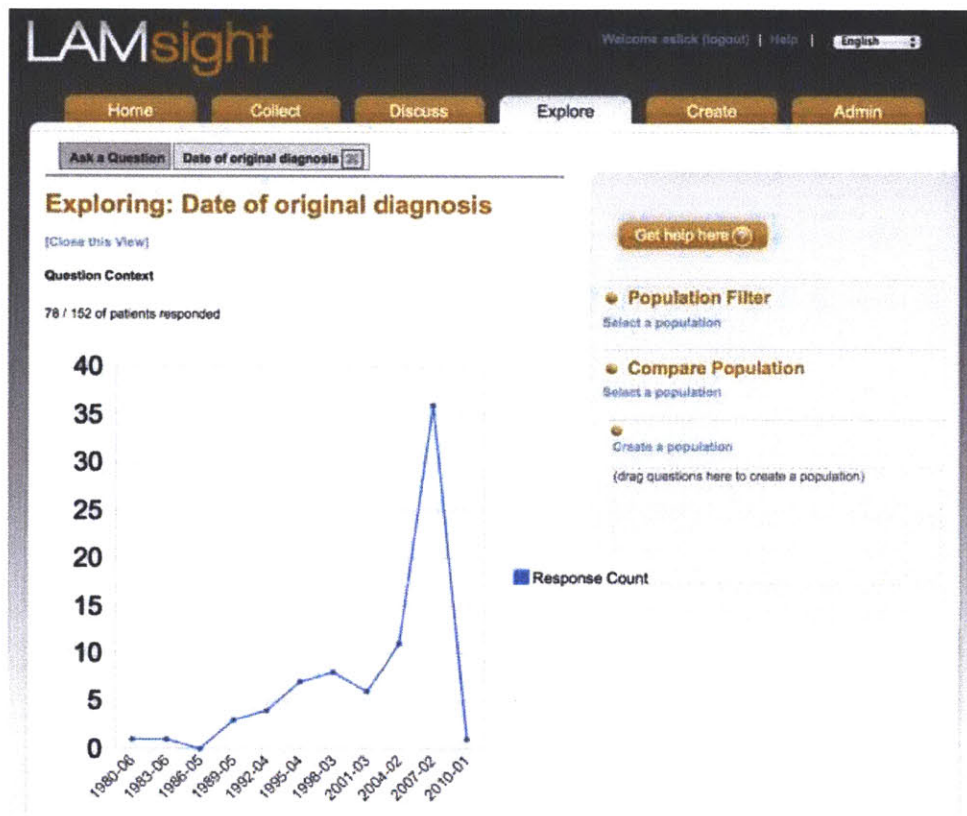 LAMsight
Welcome eslick (logout) | Help | English
Home Collect Discuss Explore Create Admin
Ask a Question Date of original diagnosis
Exploring: Date of original diagnosis
[Close this View]
Question Context
78 / 152 of patients responded
Get help here ?
Population Filter
Select a population
Compare Population
Select a population
Create a population
(drag questions here to create a population)
40
35
30
25
20
15
10
5
0
Response Count
1980-06 1983-06 1986-05 1989-05 1992-04 1995-04 1998-03 2001-03 2004-02 2007-02 2010-01